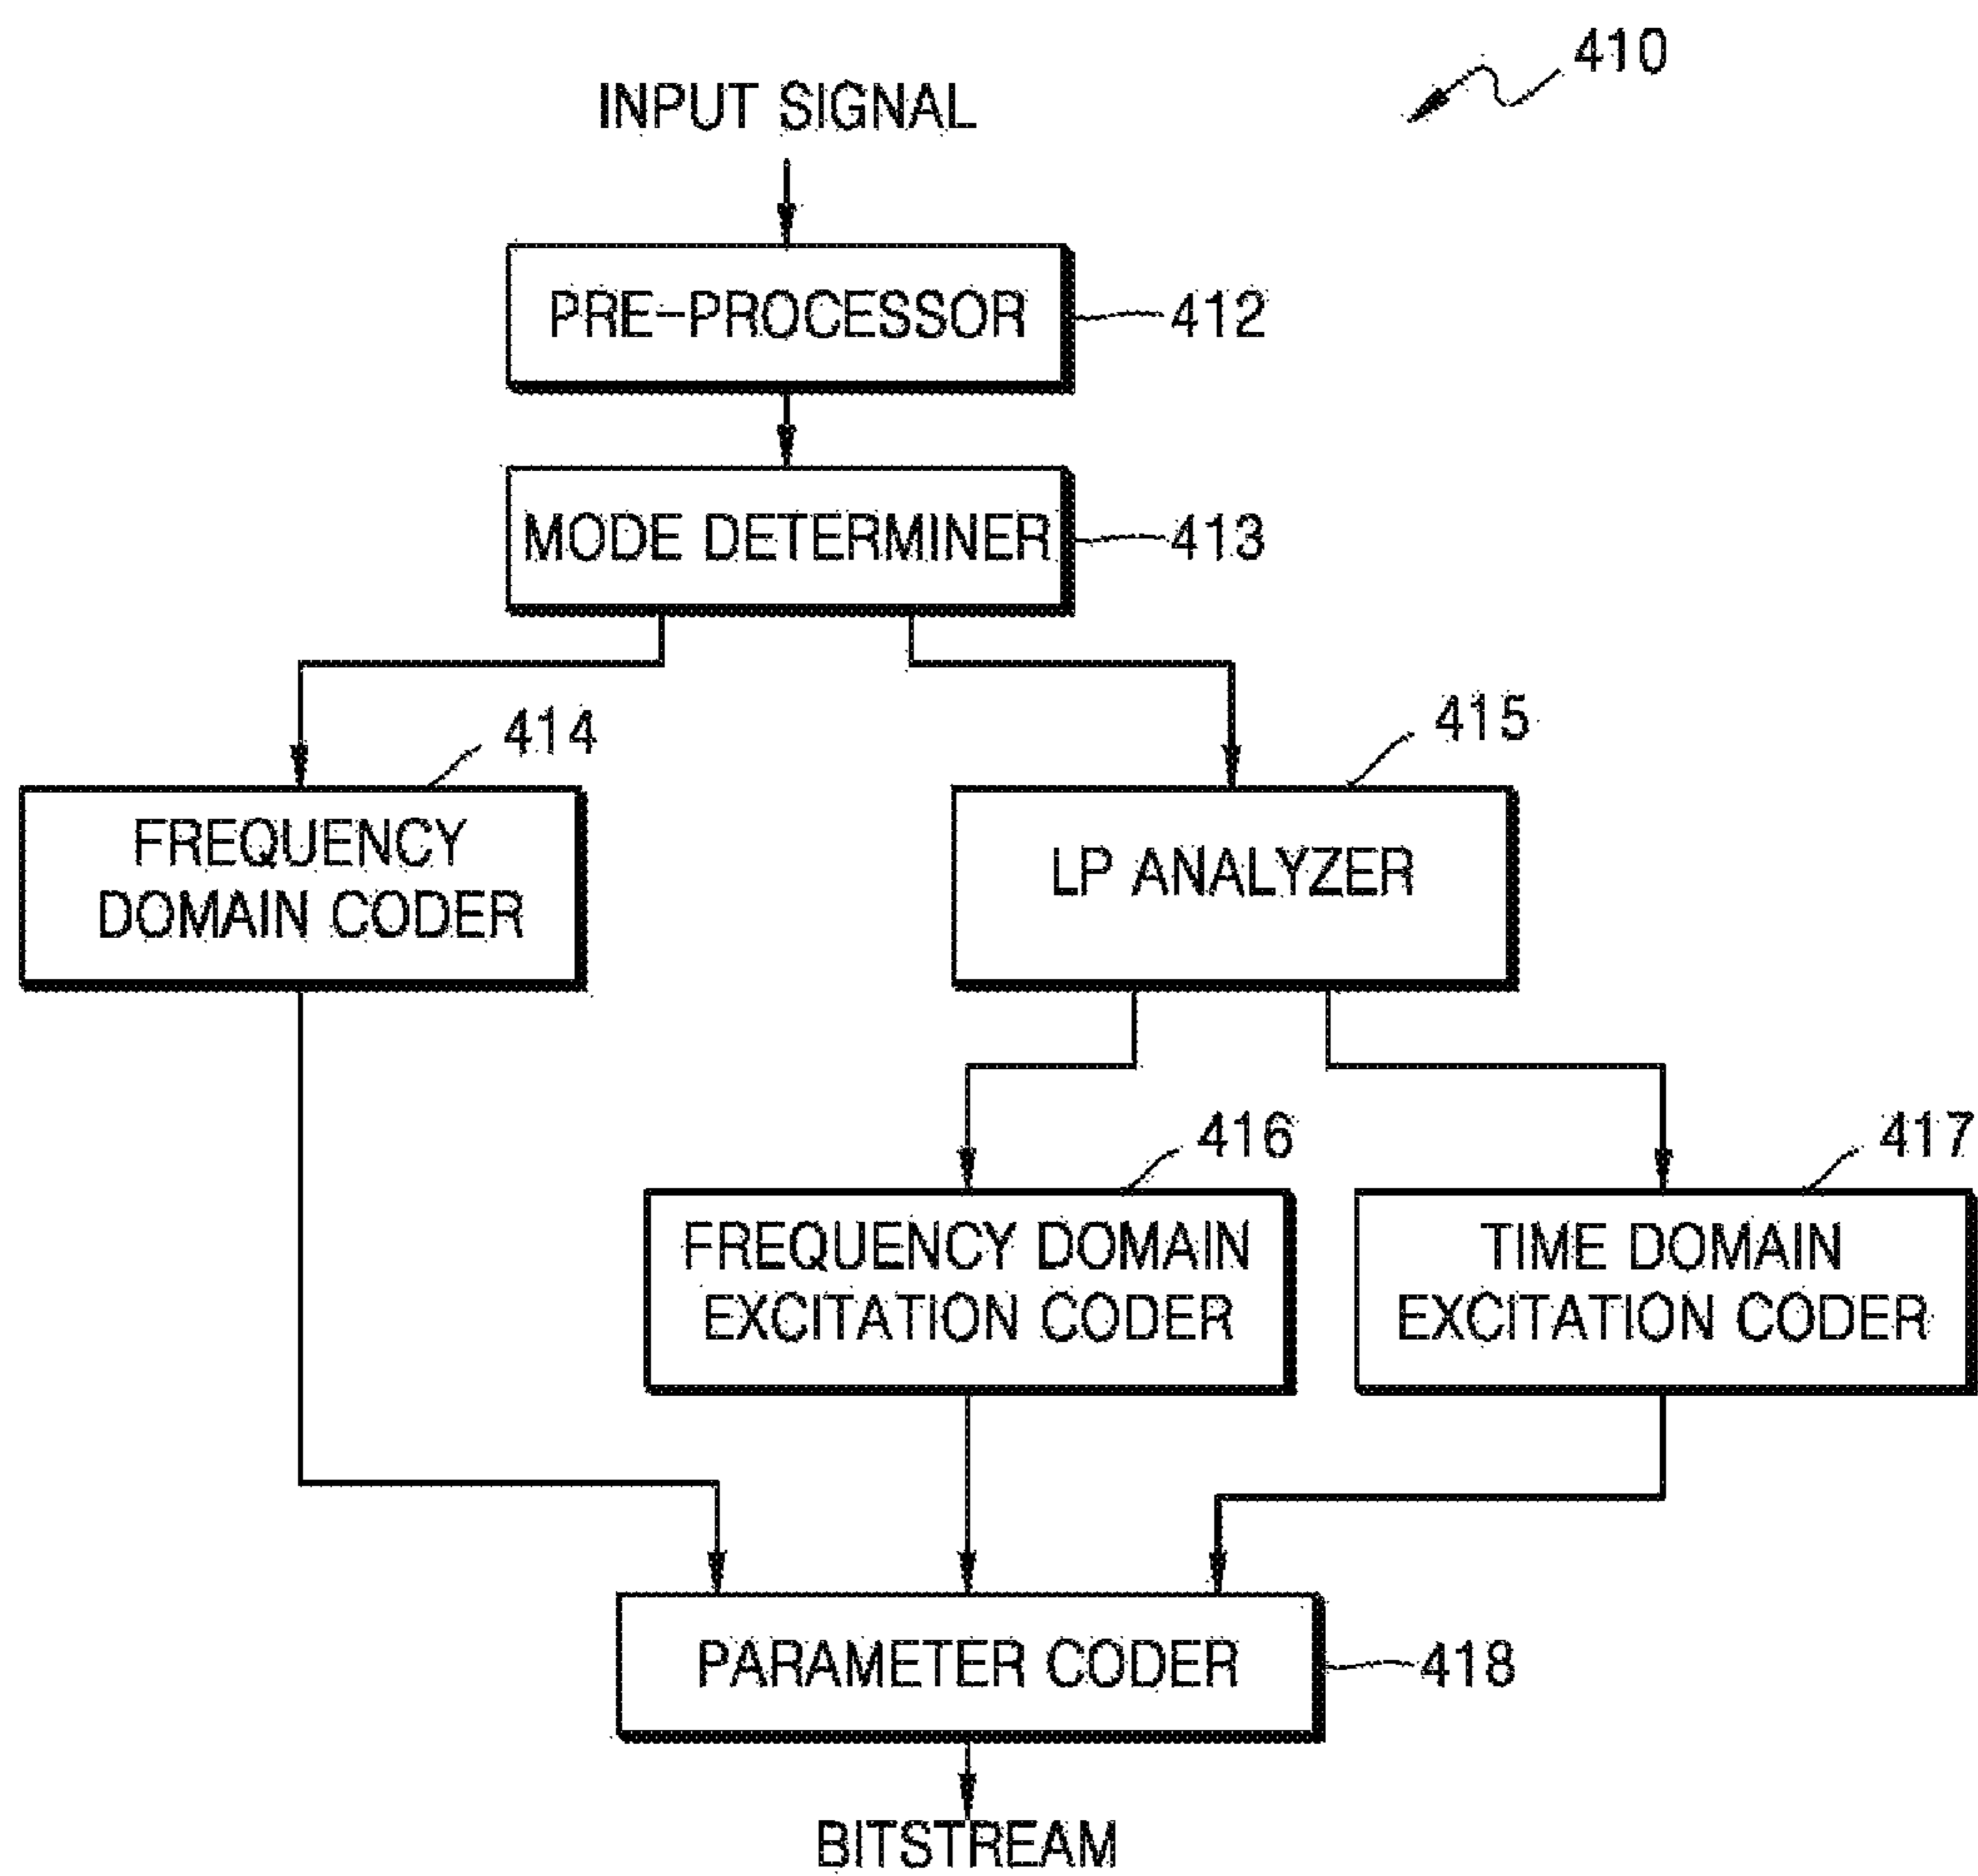 410
INPUT SIGNAL
PRE-PROCESSOR
412
MODE DETERMINER
413
414
415
FREQUENCY
DOMAIN CODER
LP ANALYZER
416
417
FREQUENCY DOMAIN
EXCITATION CODER
TIME DOMAIN
EXCITATION CODER
PARAMETER CODER
418
BITSTREAM